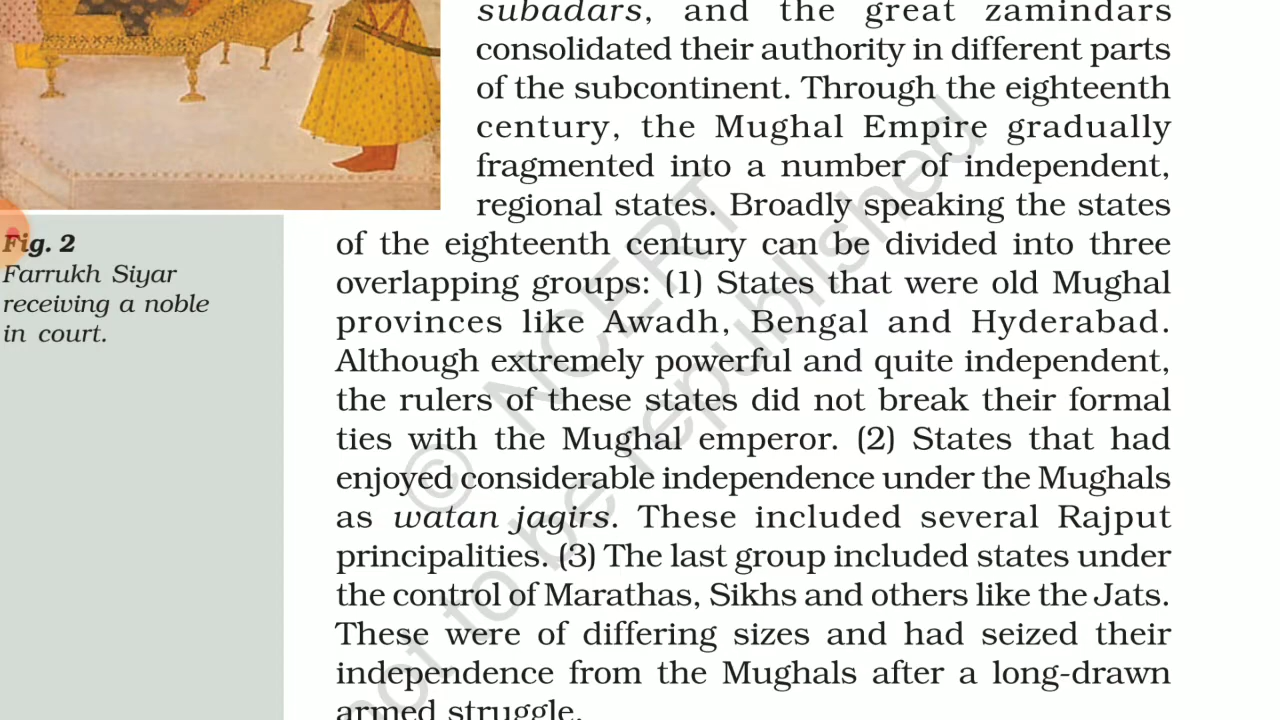 subadars, and the great zamindars
consolidated their authority in different parts
of the subcontinent. Through the eighteenth
century, the Mughal Empire gradually
fragmented into a number of independent,
regional states. Broadly speaking the states
of the eighteenth century can be divided into three
overlapping groups: (1) States that were old Mughal
provinces like Awadh, Bengal and Hyderabad.
Although extremely powerful and quite independent,
the rulers of these states did not break their formal
ties with the Mughal emperor. (2) States that had
enjoyed considerable independence under the Mughals
as watan jagirs. These included several Rajput
principalities. (3) The last group included states under
the control of Marathas, Sikhs and others like the Jats.
These were of differing sizes and had seized their
independence from the Mughals after a long-drawn
armed struggle.
Fig. 2
Farrukh Siyar
receiving a noble
in court.
© NCERT
not to be republished